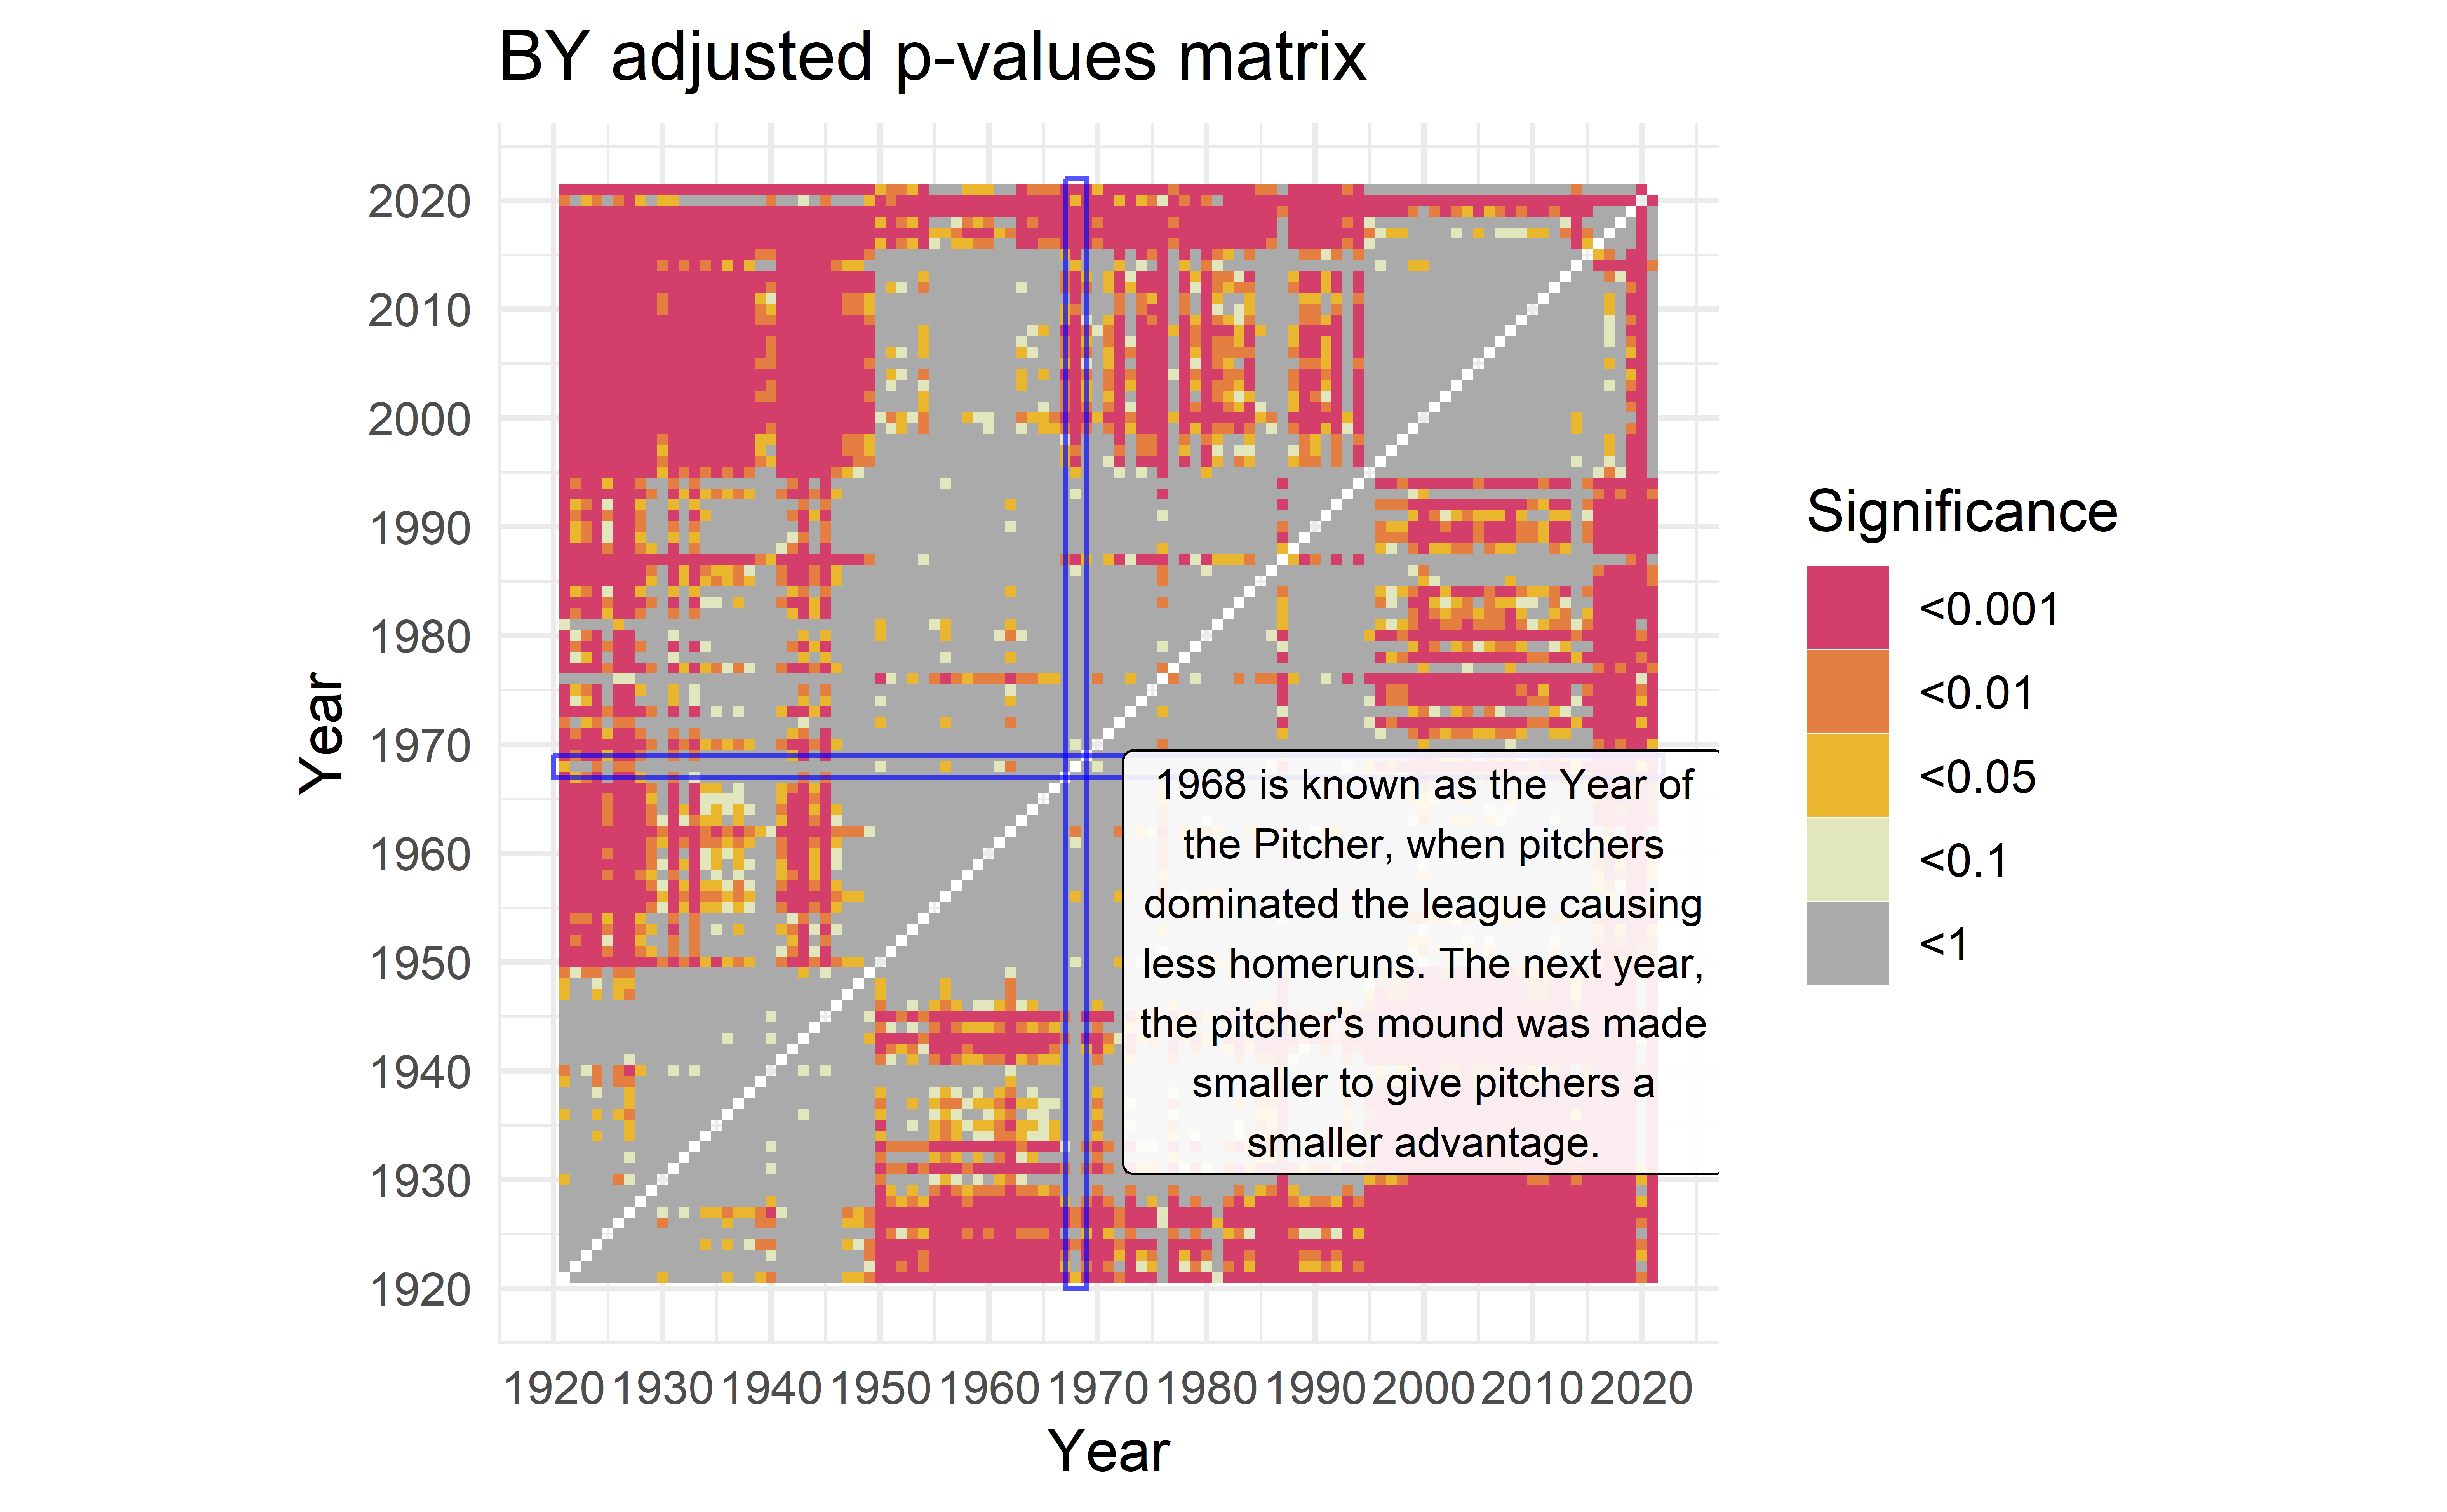 BY adjusted p-values matrix
2020
2010
2000
1990
1980
1970
1960
1950
1940
1930
1920
Year
1968 is known as the Year of
the Pitcher, when pitchers
dominated the league causing
less homeruns. The next year,
the pitcher's mound was made
smaller to give pitchers a
smaller advantage.
1920 1930 1940 1950 1960 1970 1980 1990 2000 2010 2020
Year
Significance
<0.001
<0.01
<0.05
<0.1
<1